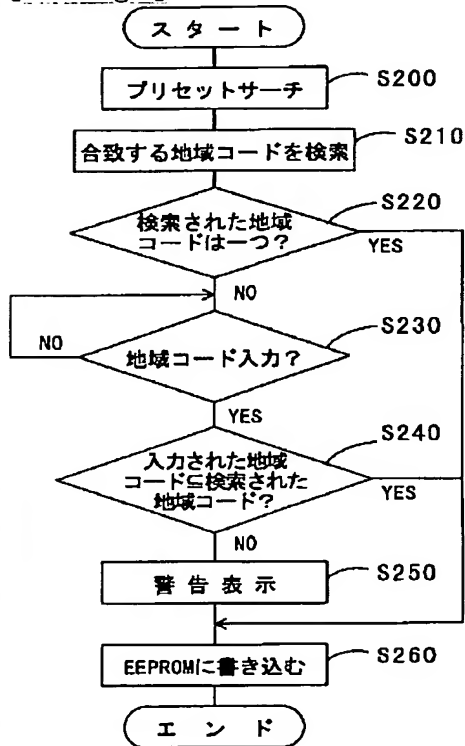 スタート
プリセットサーチ
S200
合致する地域コードを検索
S210
検索された地域
コードは一つ?
S220
YES
NO
地域コード入力?
S230
NO
YES
入力された地域
コード⊆検索された
地域コード?
S240
YES
NO
警告表示
S250
EEPROMに書き込む
S260
エンド